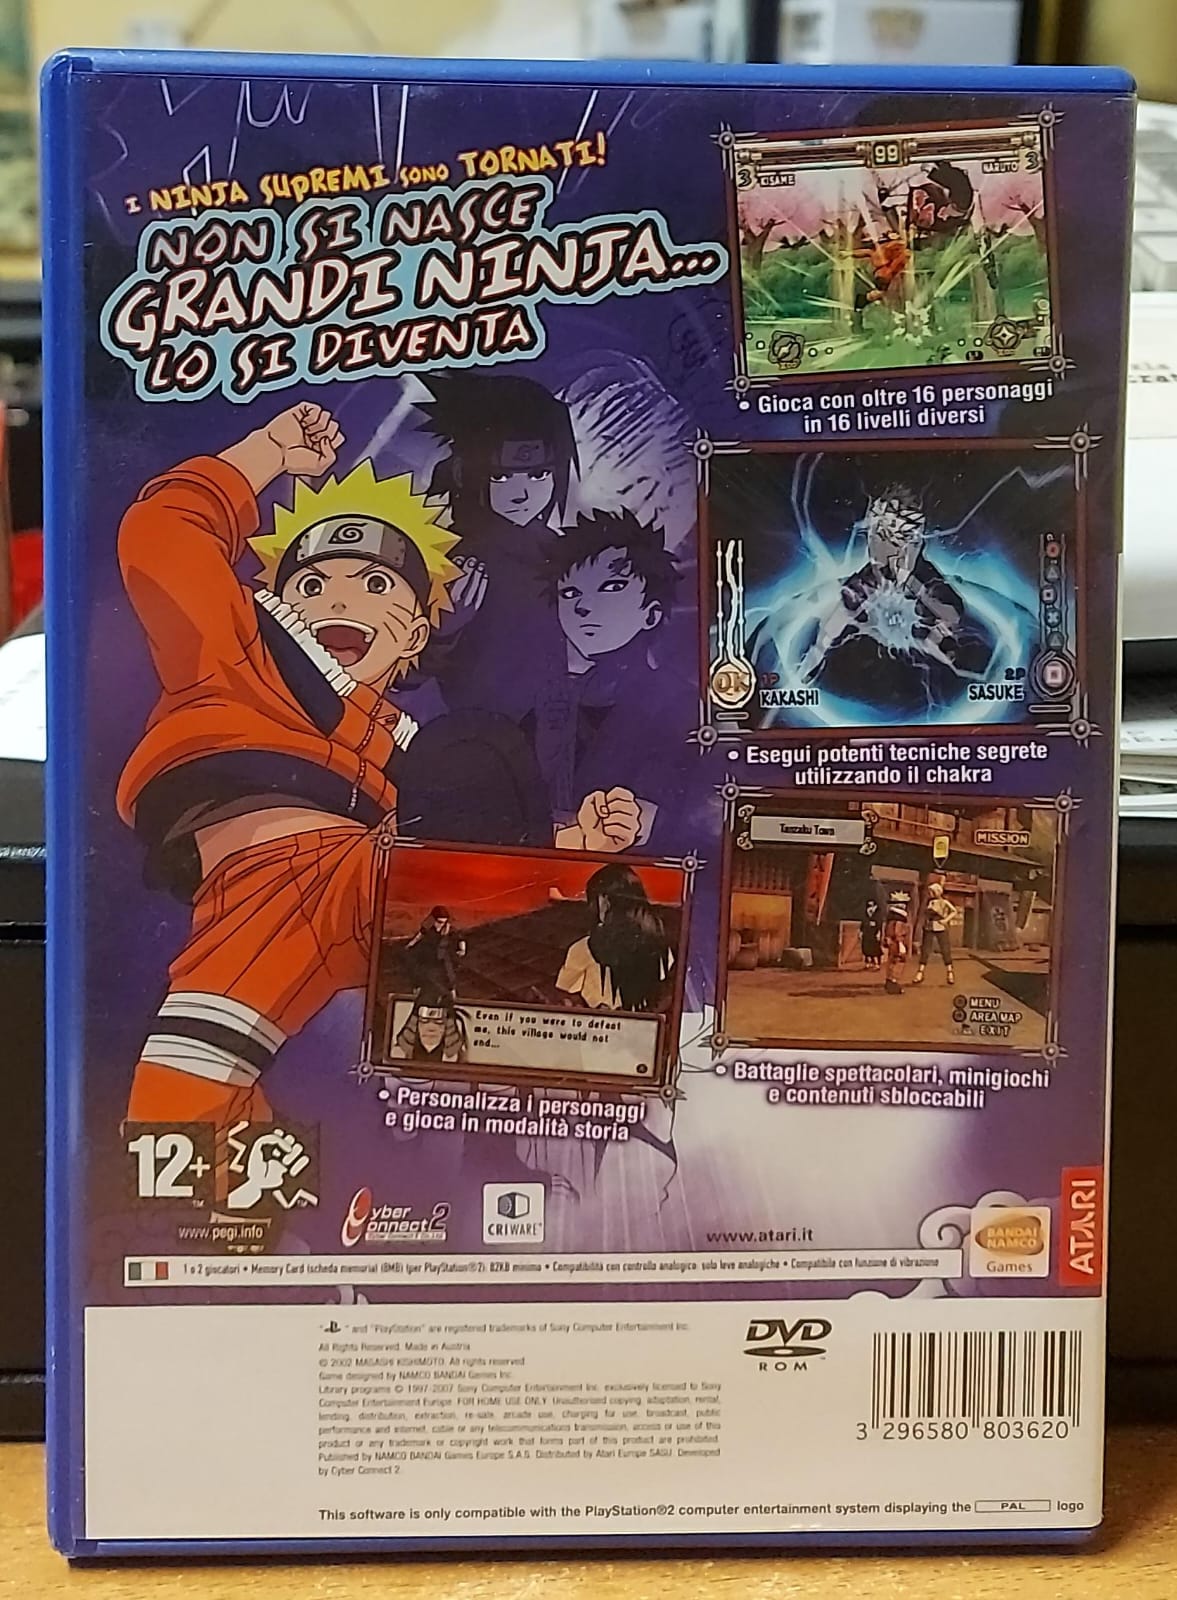 I NINJA SUPREMI SONO TORNATI!
NON SI NASCE
GRANDI NINJA...
LO SI DIVENTA
99
3 KISAME
NARUTO 3
• Gioca con oltre 16 personaggi
in 16 livelli diversi
OK
1P
KAKASHI
2P
SASUKE
• Esegui potenti tecniche segrete
utilizzando il chakra
Tanzaku Town
MISSION
MENU
AREA MAP
EXIT
• Battaglie spettacolari, minigiochi
e contenuti sbloccabili
Even if you were to defeat
me, this village would not
end...
• Personalizza i personaggi
e gioca in modalità storia
12+
www.pegi.info
Cyber
Connect 2
CRIWARE
www.atari.it
BANDAI
NAMCO
Games
ATARI
1 o 2 giocatori • Memory Card (scheda memoria) (8MB) (per PlayStation®2): 82KB minimo • Compatibilità con controllo analogico: solo leve analogiche • Compatibile con funzione di vibrazione
" " and "PlayStation" are registered trademarks of Sony Computer Entertainment Inc.
All Rights Reserved. Made in Austria.
© 2002 MASASHI KISHIMOTO. All rights reserved.
Game designed by NAMCO BANDAI Games Inc.
Library programs © 1997-2007 Sony Computer Entertainment Inc. exclusively licensed to Sony
Computer Entertainment Europe. FOR HOME USE ONLY. Unauthorised copying, adaptation, rental,
lending, distribution, extraction, re-sale, arcade use, charging for use, broadcast, public
performance and internet, cable or any telecommunications transmission, access or use of this
product or any trademark or copyright work that forms part of this product are prohibited.
Published by NAMCO BANDAI Games Europe S.A.S. Distributed by Atari Europe SASU. Developed
by Cyber Connect 2.
DVD
ROM
3 296580 803620
This software is only compatible with the PlayStation®2 computer entertainment system displaying the PAL logo